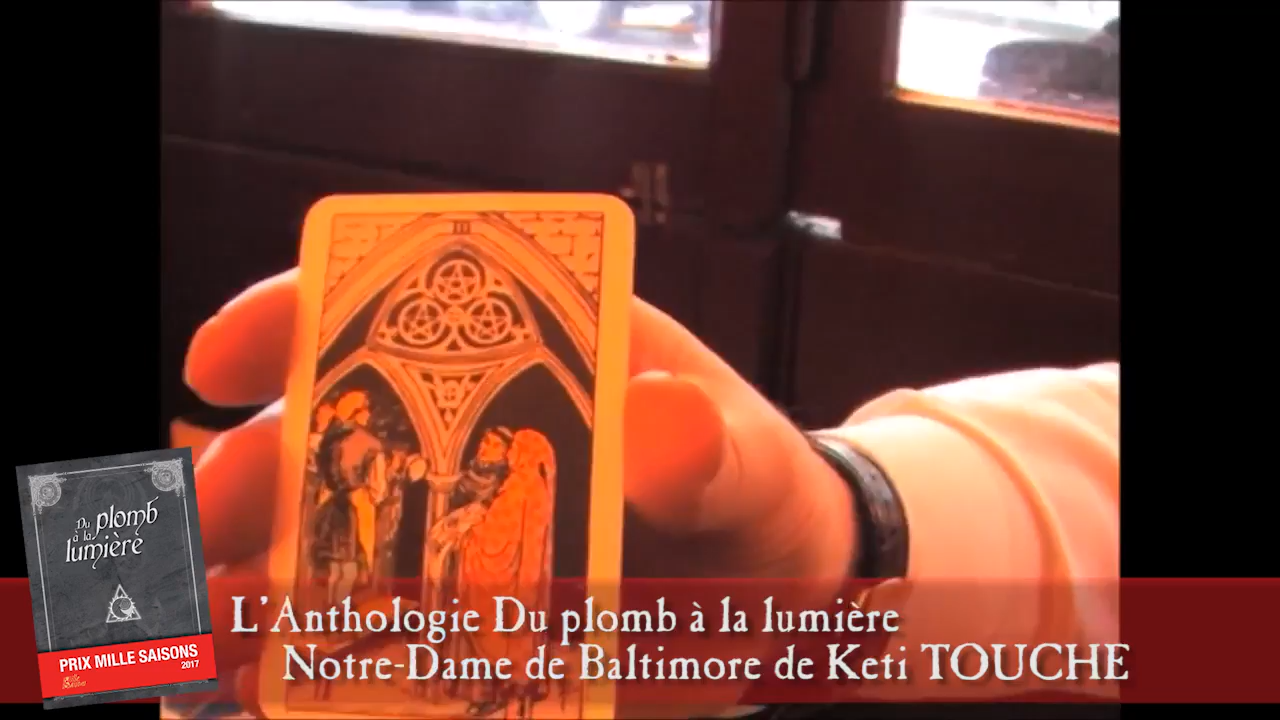 III
Du plomb
à la
lumière
PRIX MILLE SAISONS
2017
L'Anthologie Du plomb à la lumière
Notre-Dame de Baltimore de Keti TOUCHE